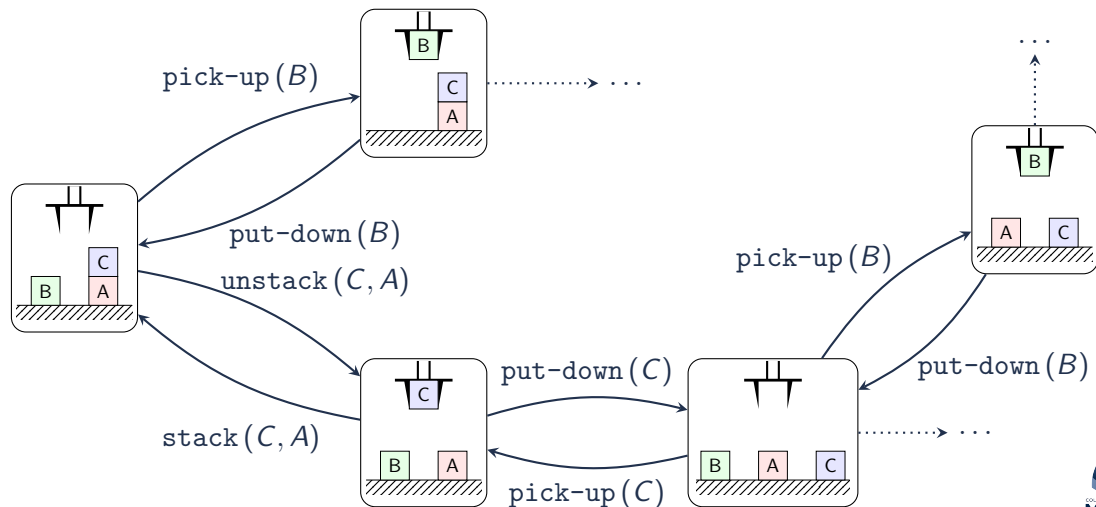 B
C
A
pick-up (B)
...
put-down (B)
C
B
A
unstack (C, A)
stack (C, A)
C
B
A
put-down (C)
pick-up (C)
B
A
C
...
pick-up (B)
put-down (B)
...
B
A
C